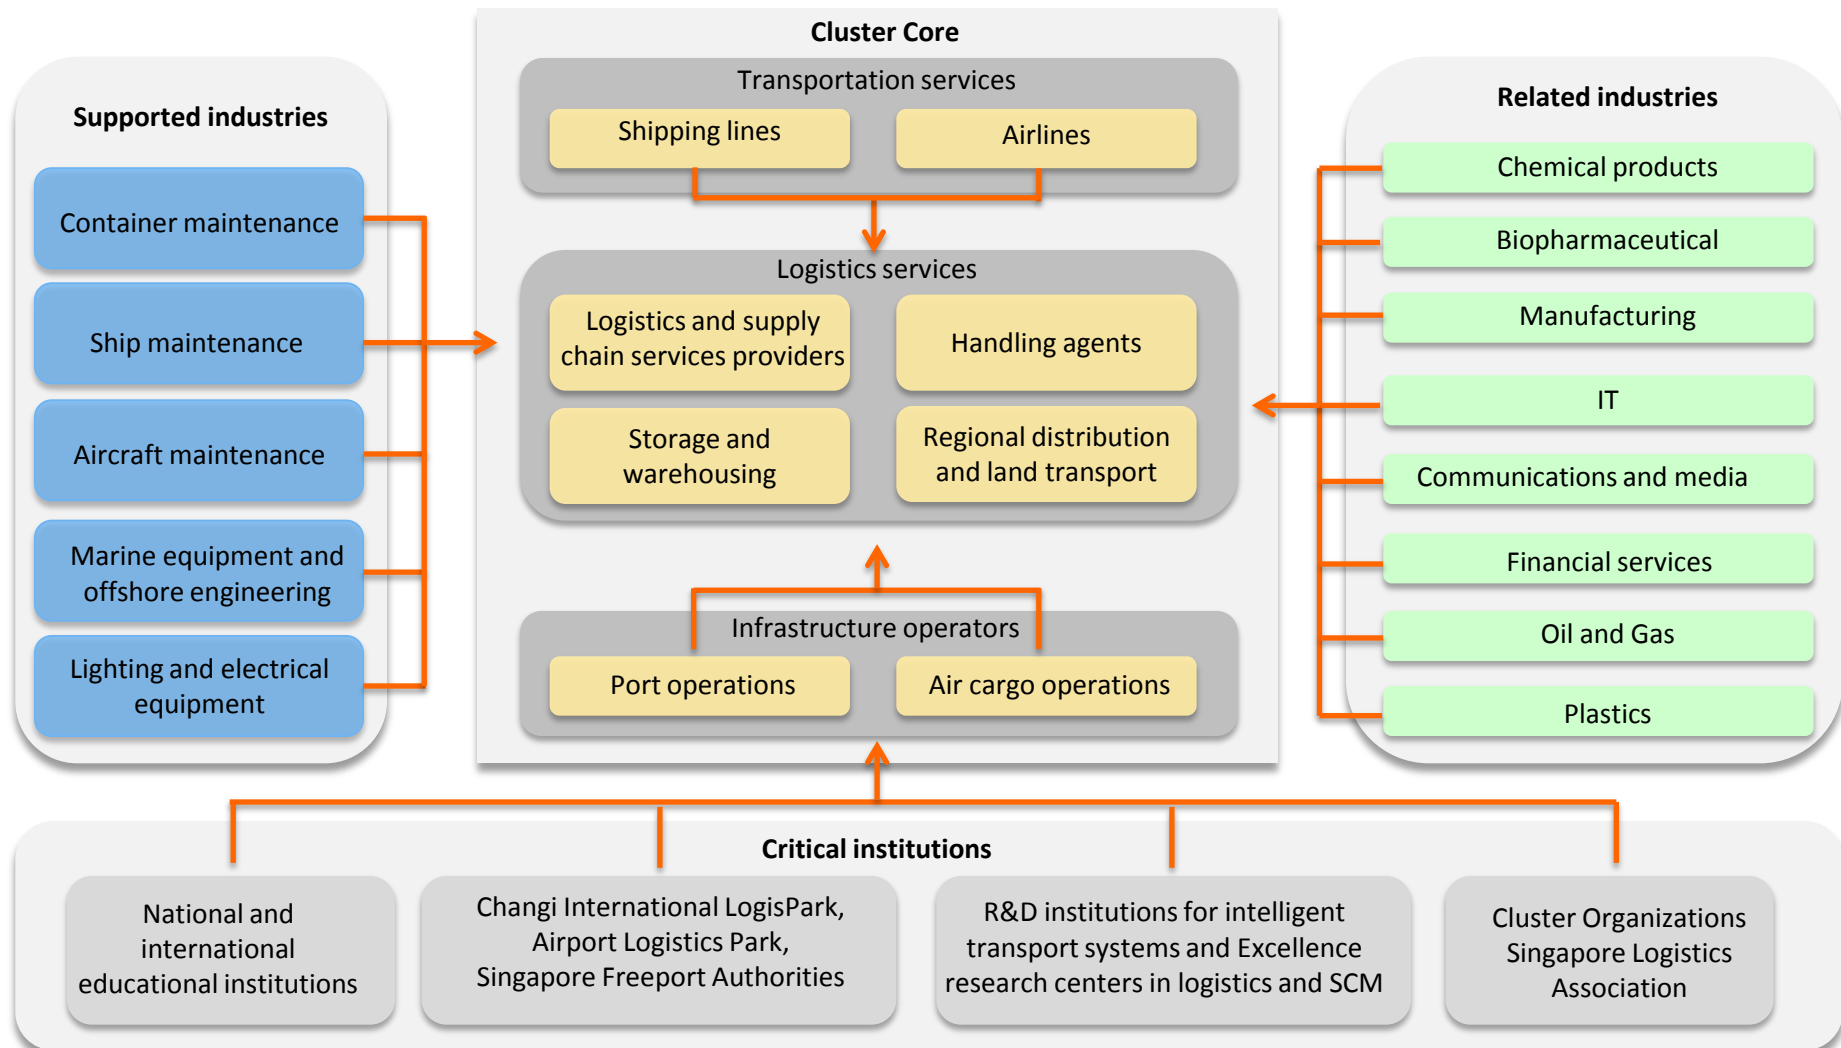 Cluster Core
Transportation services
Shipping lines
Airlines
Logistics services
Logistics and supply
chain services providers
Handling agents
Storage and
warehousing
Regional distribution
and land transport
Infrastructure operators
Port operations
Air cargo operations
Supported industries
Container maintenance
Ship maintenance
Aircraft maintenance
Marine equipment and
offshore engineering
Lighting and electrical
equipment
Related industries
Chemical products
Biopharmaceutical
Manufacturing
IT
Communications and media
Financial services
Oil and Gas
Plastics
Critical institutions
National and
international
educational institutions
Changi International LogisPark,
Airport Logistics Park,
Singapore Freeport Authorities
R&D institutions for intelligent
transport systems and Excellence
research centers in logistics and SCM
Cluster Organizations
Singapore Logistics
Association